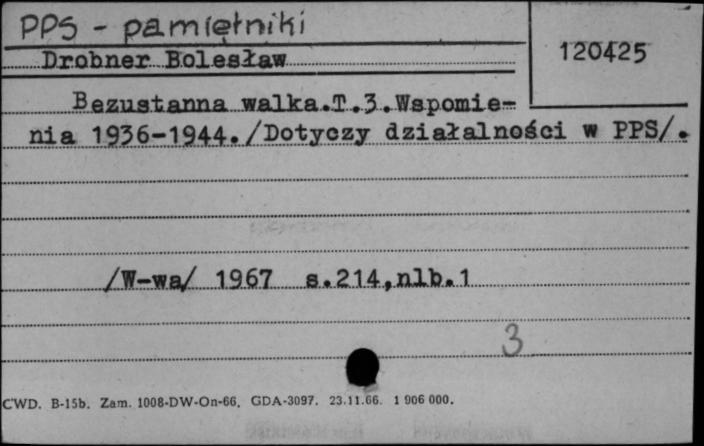 PPS - pamiętniki
120425
Drobner Bolesław
Bezustanna walka.T.3.Wspomie-
nia 1936-1944./Dotyczy działalności w PPS/.
/W-wa/ 1967 s.214,nlb.1
3
CWD. B-15b. Zam. 1008-DW-On-66. GDA-3097. 23.11.66. 1 906 000.